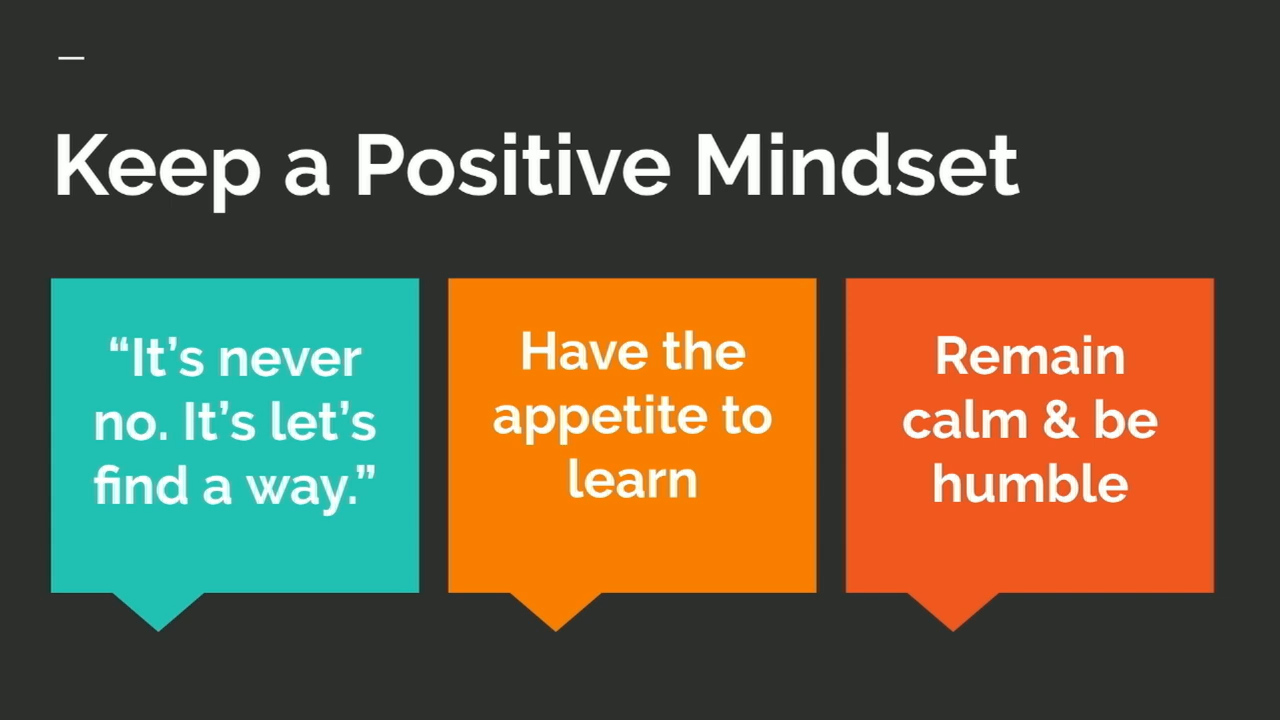 Keep a Positive Mindset
“It’s never
no. It’s let’s
find a way.”
Have the
appetite to
learn
Remain
calm & be
humble